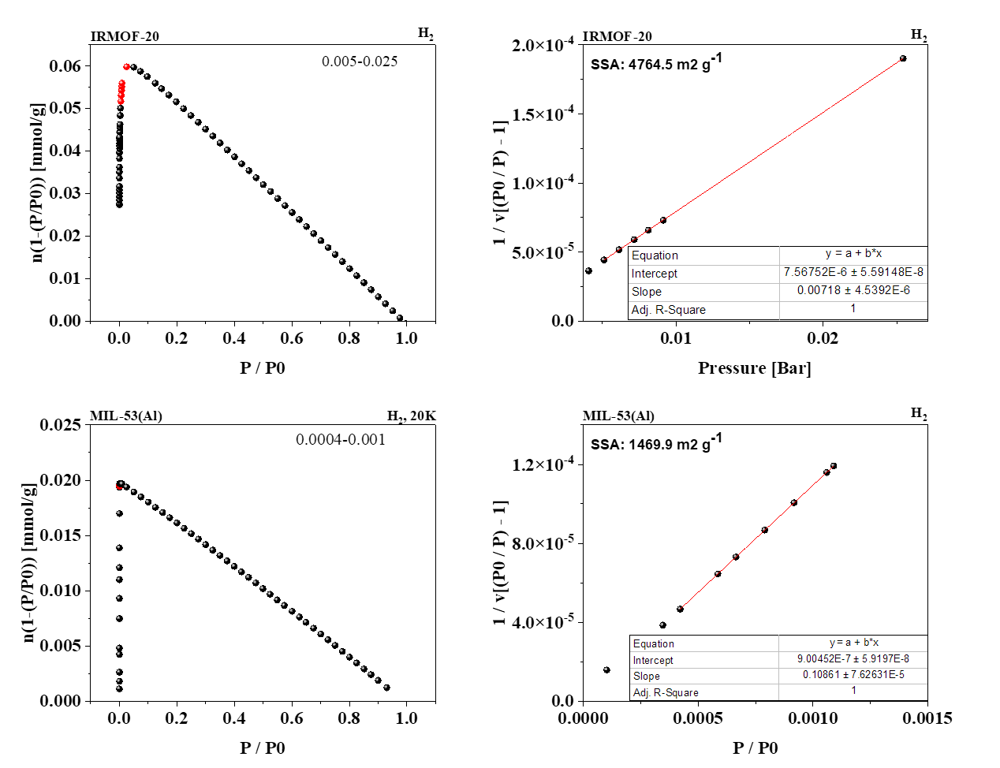 IRMOF-20 H₂
0.005-0.025
n(1-(P/P0)) [mmol/g]
0.06
0.05
0.04
0.03
0.02
0.01
0.00
0.0 0.2 0.4 0.6 0.8 1.0
P / P0
IRMOF-20 H₂
SSA: 4764.5 m2 g⁻¹
1 / v[(P0 / P) - 1]
2.0×10⁻⁴
1.5×10⁻⁴
1.0×10⁻⁴
5.0×10⁻⁵
0.0
Equation y = a + b*x
Intercept 7.56752E-6 ± 5.59148E-8
Slope 0.00718 ± 4.5392E-6
Adj. R-Square 1
0.01 0.02
Pressure [Bar]
MIL-53(Al) H₂, 20K
0.0004-0.001
n(1-(P/P0)) [mmol/g]
0.025
0.020
0.015
0.010
0.005
0.000
0.0 0.2 0.4 0.6 0.8 1.0
P / P0
MIL-53(Al) H₂
SSA: 1469.9 m2 g⁻¹
1 / v[(P0 / P) - 1]
1.2×10⁻⁴
8.0×10⁻⁵
4.0×10⁻⁵
0.0
Equation y = a + b*x
Intercept 9.00452E-7 ± 5.9197E-8
Slope 0.10861 ± 7.62631E-5
Adj. R-Square 1
0.0000 0.0005 0.0010 0.0015
P / P0